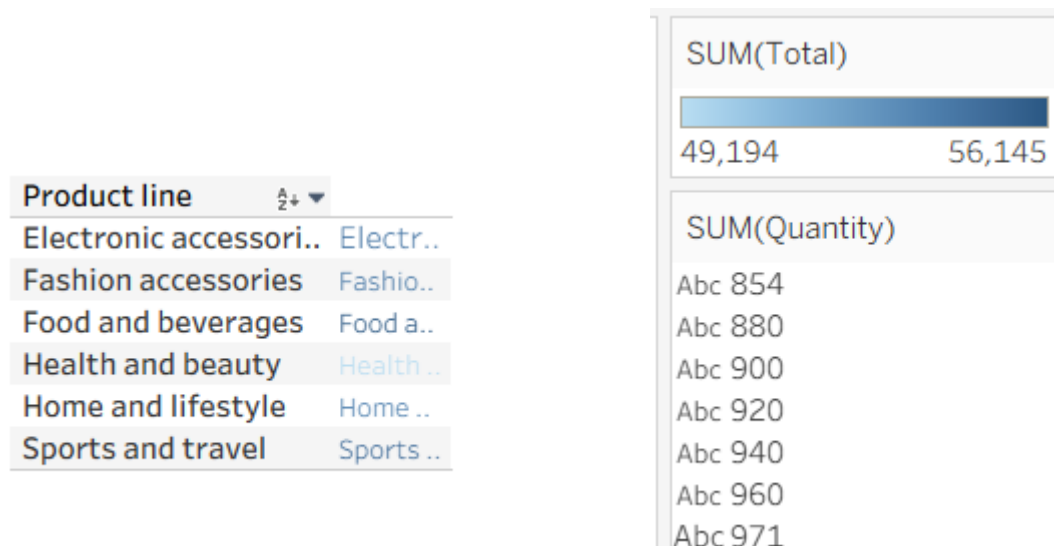 SUM(Total)
49,194 56,145
Product line
Electronic accessori.. Electr..
Fashion accessories Fashio..
Food and beverages Food a..
Health and beauty Health ..
Home and lifestyle Home ..
Sports and travel Sports ..
SUM(Quantity)
Abc 854
Abc 880
Abc 900
Abc 920
Abc 940
Abc 960
Abc 971